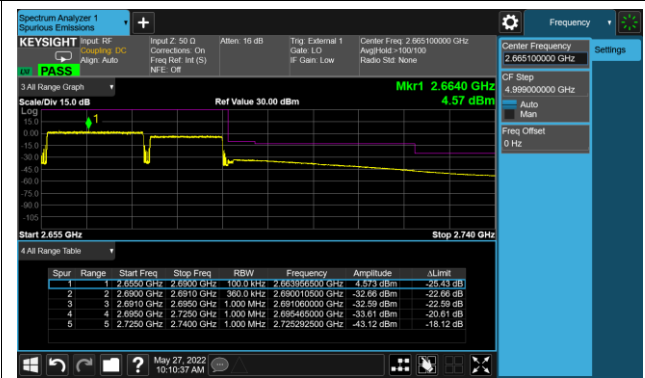 Spectrum Analyzer 1
Spurious Emissions
Frequency
KEYSIGHT
Input: RF
Coupling: DC
Align: Auto
Input Z: 50 Ω
Corrections: On
Freq Ref: Int (S)
NFE: Off
Atten: 16 dB
Trig: External 1
Gate: LO
IF Gain: Low
Center Freq: 2.665100000 GHz
Avg|Hold:>100/100
Radio Std: None
PASS
Center Frequency
2.665100000 GHz
Settings
CF Step
4.999000000 GHz
Auto
Man
Freq Offset
0 Hz
3 All Range Graph
Mkr1 2.6640 GHz
Scale/Div 15.0 dB
Ref Value 30.00 dBm
4.57 dBm
Log
15.0
0.00
-15.0
-30.0
-45.0
-60.0
-75.0
-90.0
-105
1
Start 2.655 GHz
Stop 2.740 GHz
4 All Range Table
Spur Range Start Freq Stop Freq RBW Frequency Amplitude ΔLimit
1 1 2.6550 GHz 2.6900 GHz 100.0 kHz 2.663956500 GHz 4.573 dBm -25.43 dB
2 2 2.6900 GHz 2.6910 GHz 360.0 kHz 2.690010500 GHz -32.66 dBm -22.66 dB
3 3 2.6910 GHz 2.6950 GHz 1.000 MHz 2.691060000 GHz -32.59 dBm -22.59 dB
4 4 2.6950 GHz 2.7250 GHz 1.000 MHz 2.695465000 GHz -33.61 dBm -20.61 dB
5 5 2.7250 GHz 2.7400 GHz 1.000 MHz 2.725292500 GHz -43.12 dBm -18.12 dB
?
May 27, 2022
10:10:37 AM